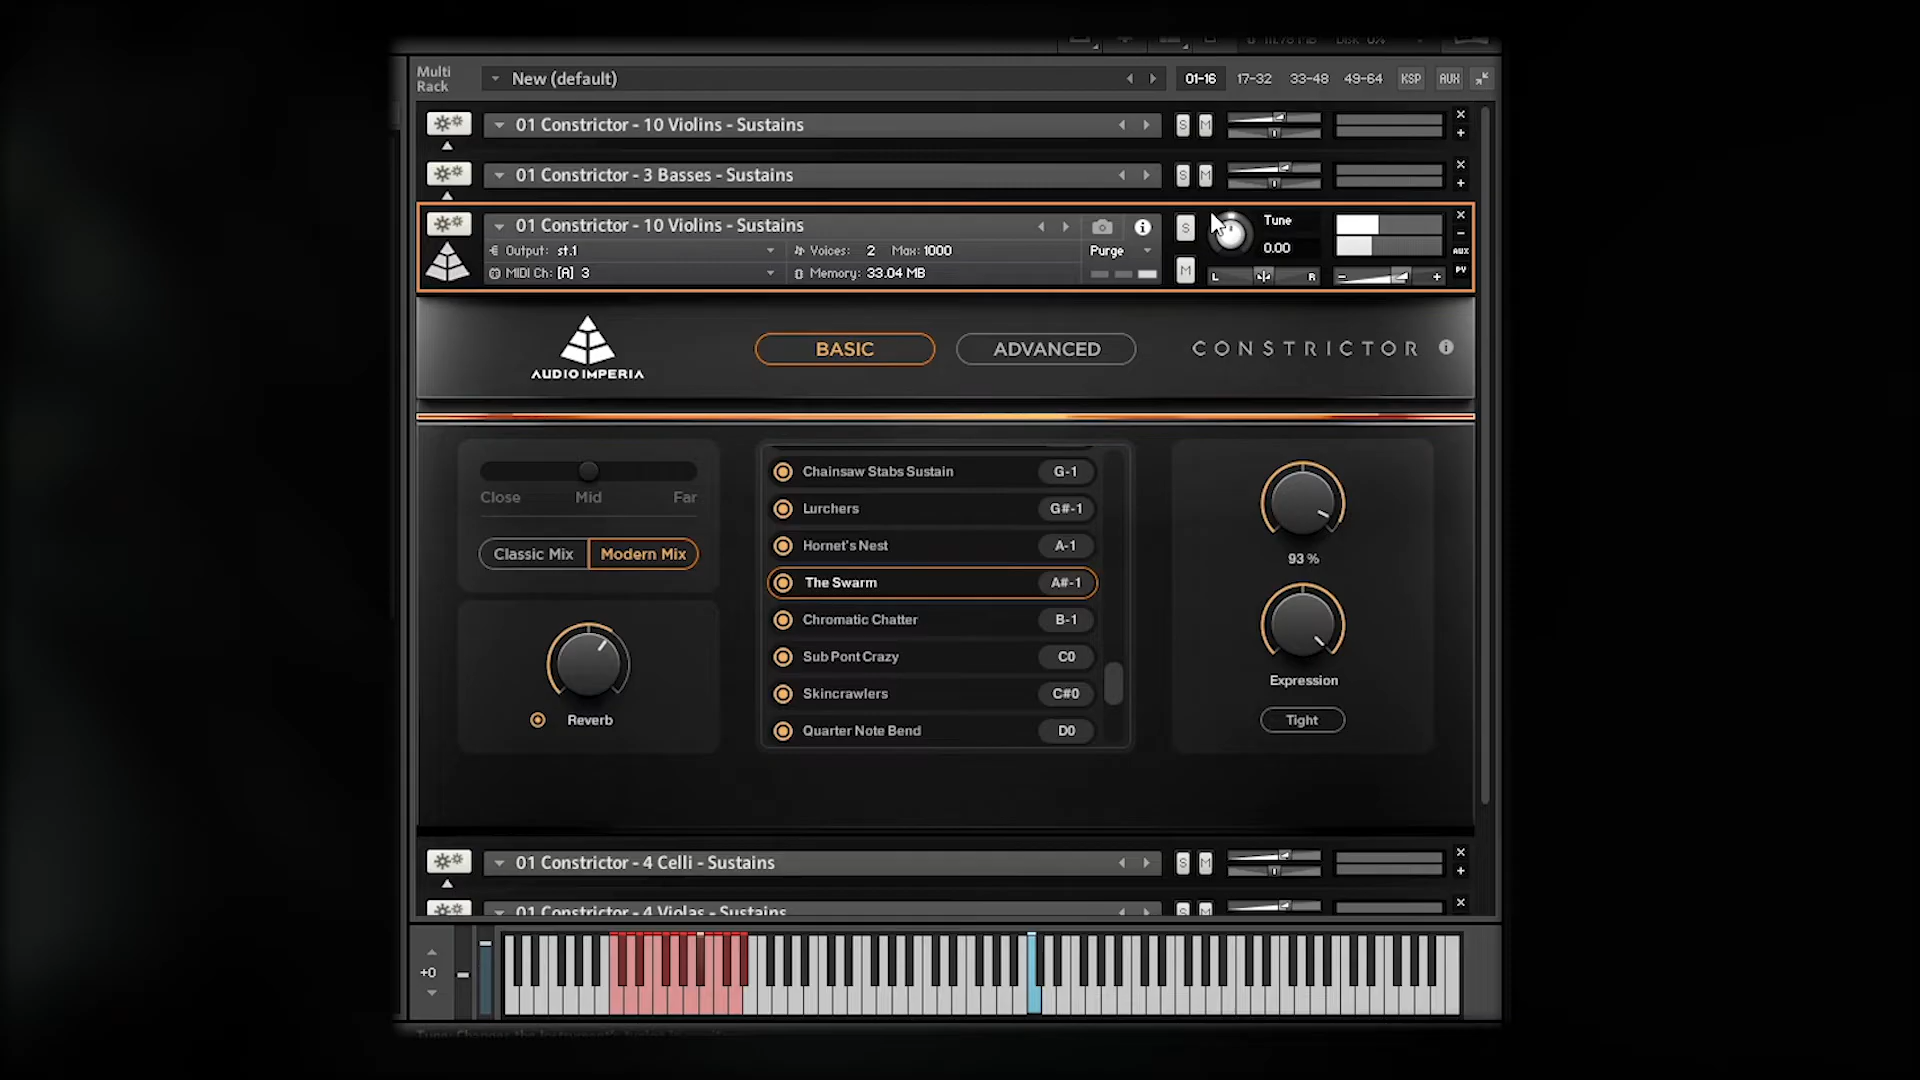 Multi
Rack
New (default)
01-16
17-32
33-48
49-64
KSP
AUX
01 Constrictor - 10 Violins - Sustains
S
M
01 Constrictor - 3 Basses - Sustains
S
M
01 Constrictor - 10 Violins - Sustains
S
Tune
0.00
Output: st.1
Voices: 2 Max: 1000
Purge
AUX
MIDI Ch: [A] 3
Memory: 33.04 MB
M
L
R
PV
AUDIO IMPERIA
BASIC
ADVANCED
CONSTRICTOR
Close
Mid
Far
Classic Mix
Modern Mix
Reverb
Chainsaw Stabs Sustain G-1
Lurchers G#-1
Hornet's Nest A-1
The Swarm A#-1
Chromatic Chatter B-1
Sub Pont Crazy C0
Skincrawlers C#0
Quarter Note Bend D0
93 %
Expression
Tight
01 Constrictor - 4 Celli - Sustains
S
M
01 Constrictor - 4 Violas - Sustains
S
M
+0